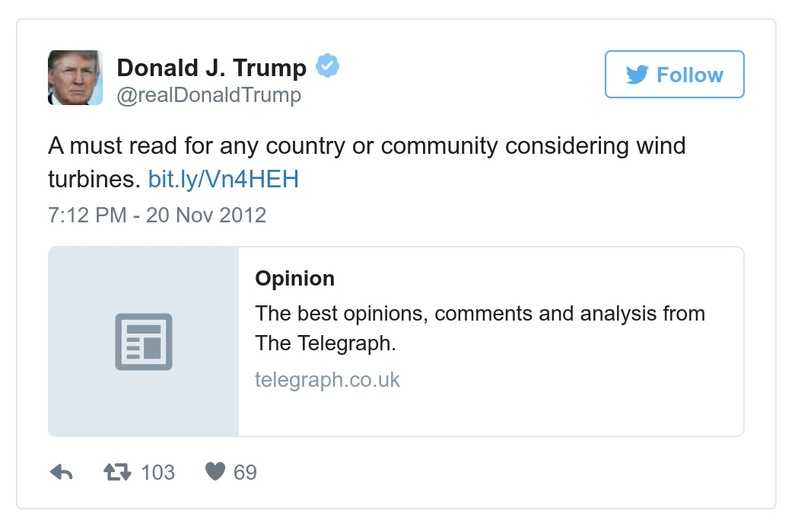 Donald J. Trump
@realDonaldTrump
Follow
A must read for any country or community considering wind
turbines. bit.ly/Vn4HEH
7:12 PM - 20 Nov 2012
Opinion
The best opinions, comments and analysis from
The Telegraph.
telegraph.co.uk
103
69